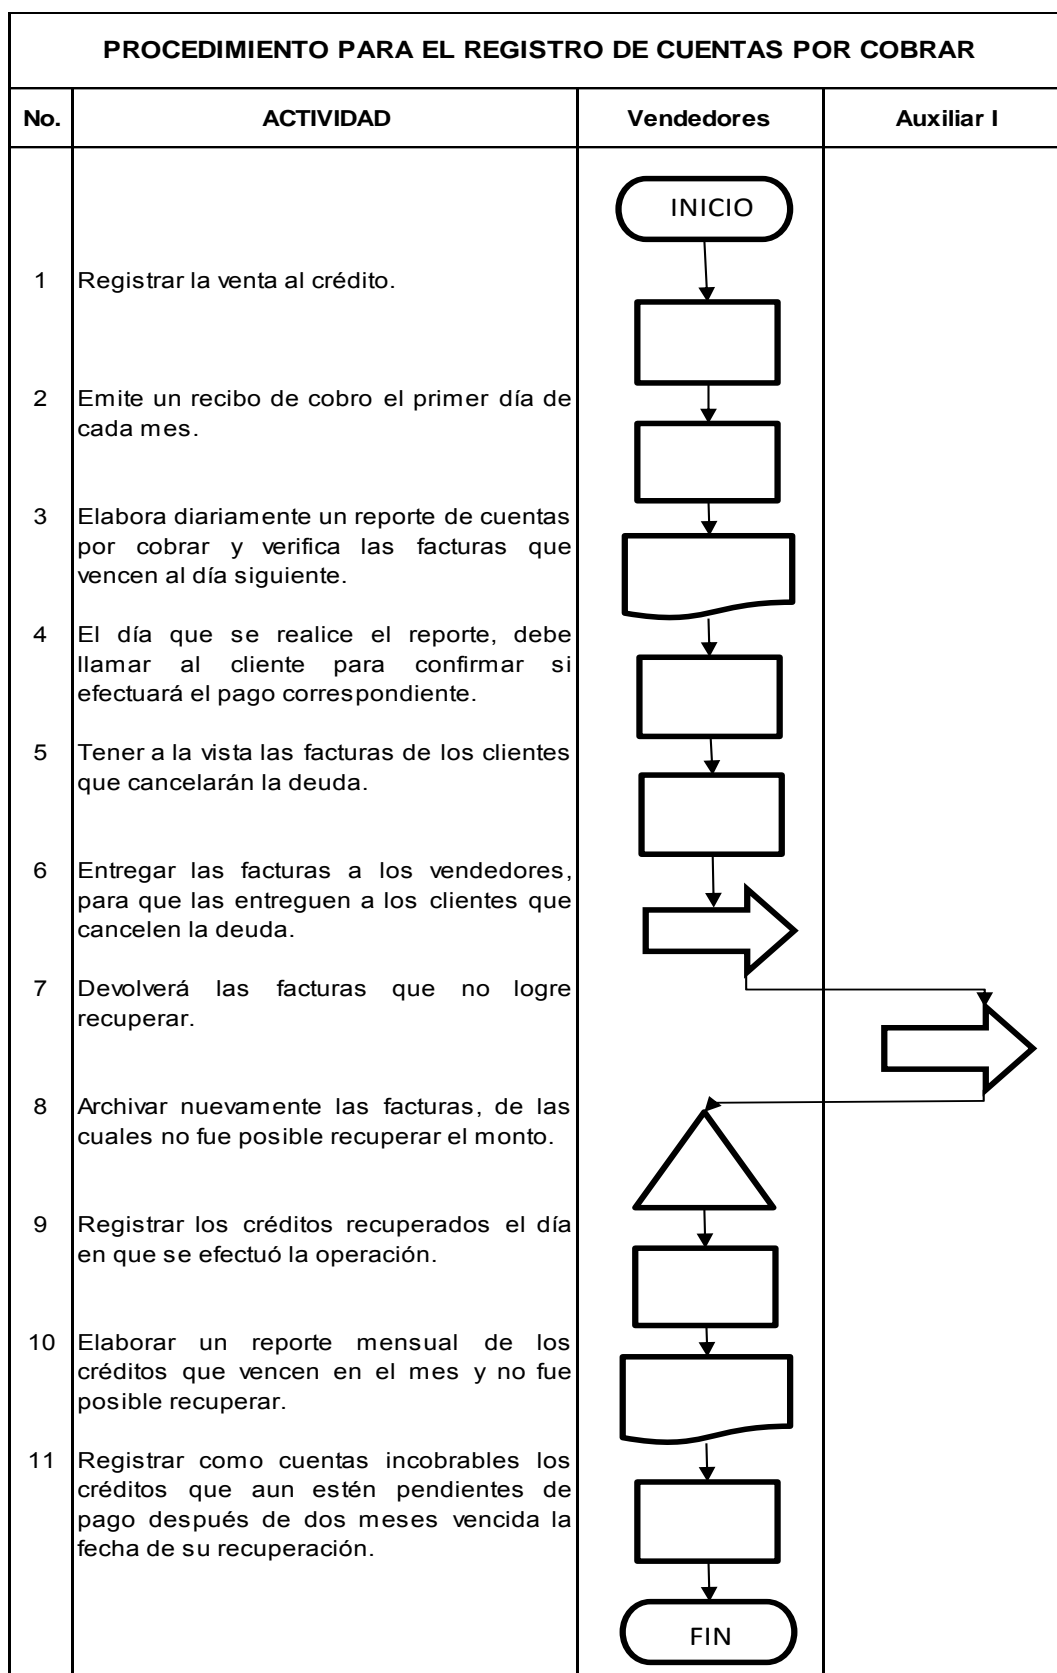 PROCEDIMIENTO PARA EL REGISTRO DE CUENTAS POR COBRAR
No. ACTIVIDAD Vendedores Auxiliar I
INICIO
1 Registrar la venta al crédito.
2 Emite un recibo de cobro el primer día de
cada mes.
3 Elabora diariamente un reporte de cuentas
por cobrar y verifica las facturas que
vencen al día siguiente.
4 El día que se realice el reporte, debe
llamar al cliente para confirmar si
efectuará el pago correspondiente.
5 Tener a la vista las facturas de los clientes
que cancelarán la deuda.
6 Entregar las facturas a los vendedores,
para que las entreguen a los clientes que
cancelen la deuda.
7 Devolverá las facturas que no logre
recuperar.
8 Archivar nuevamente las facturas, de las
cuales no fue posible recuperar el monto.
9 Registrar los créditos recuperados el día
en que se efectuó la operación.
10 Elaborar un reporte mensual de los
créditos que vencen en el mes y no fue
posible recuperar.
11 Registrar como cuentas incobrables los
créditos que aun estén pendientes de
pago después de dos meses vencida la
fecha de su recuperación.
FIN